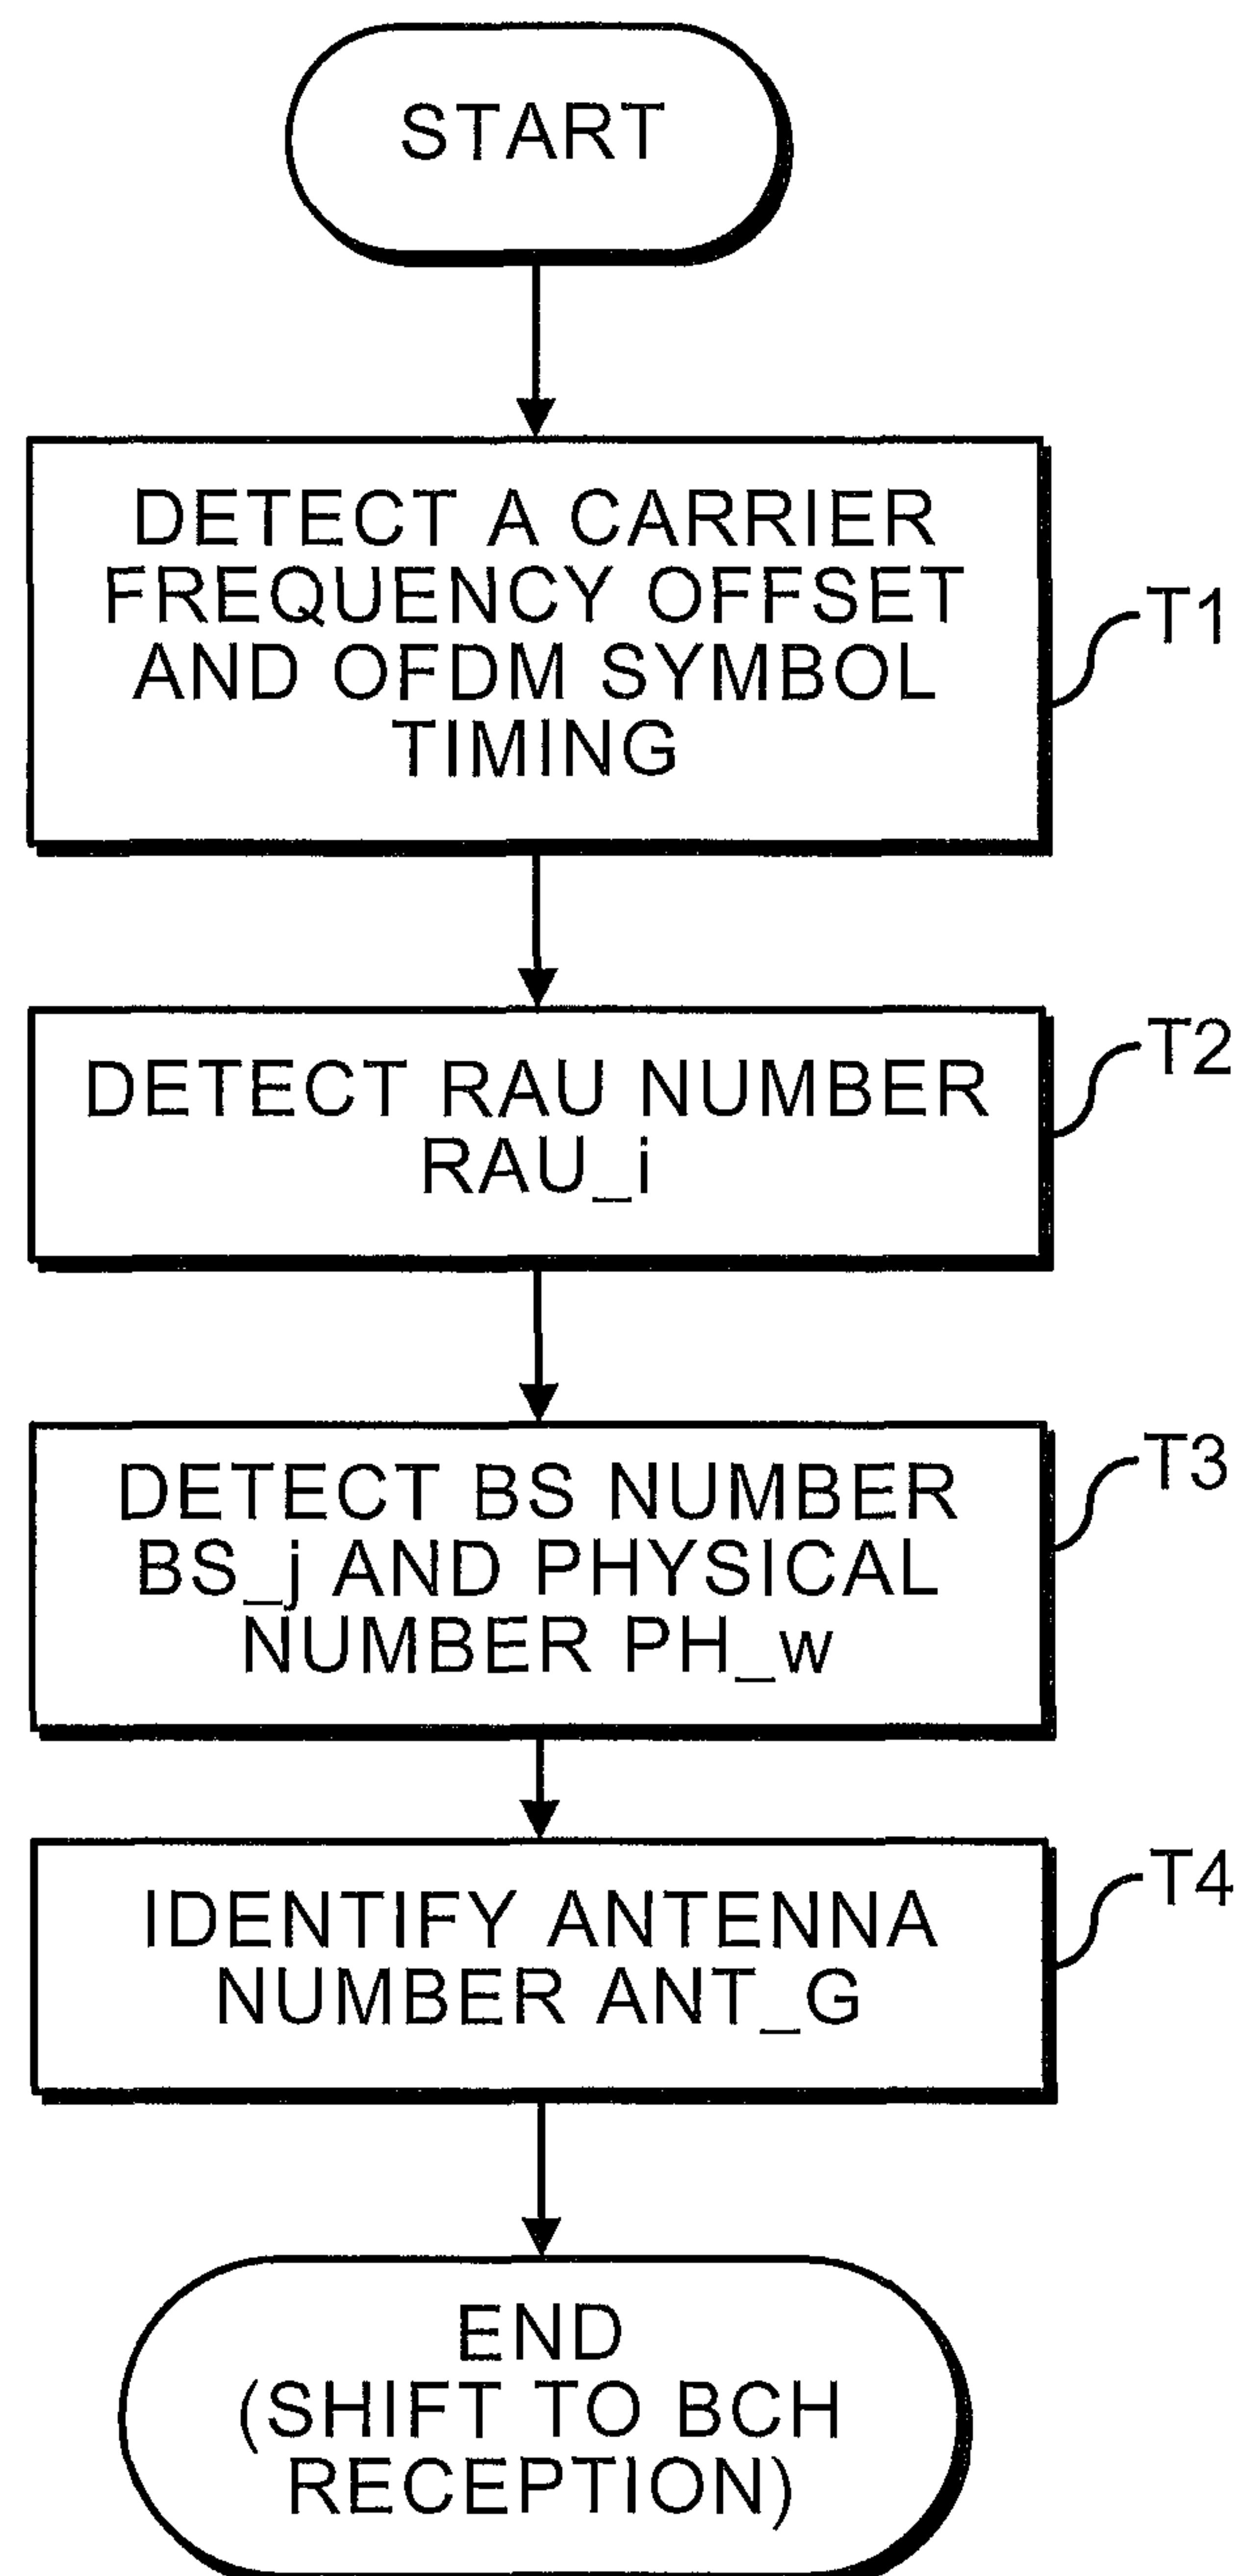 START
DETECT A CARRIER
FREQUENCY OFFSET
AND OFDM SYMBOL
TIMING
T1
DETECT RAU NUMBER
RAU_i
T2
DETECT BS NUMBER
BS_j AND PHYSICAL
NUMBER PH_w
T3
IDENTIFY ANTENNA
NUMBER ANT_G
T4
END
(SHIFT TO BCH
RECEPTION)